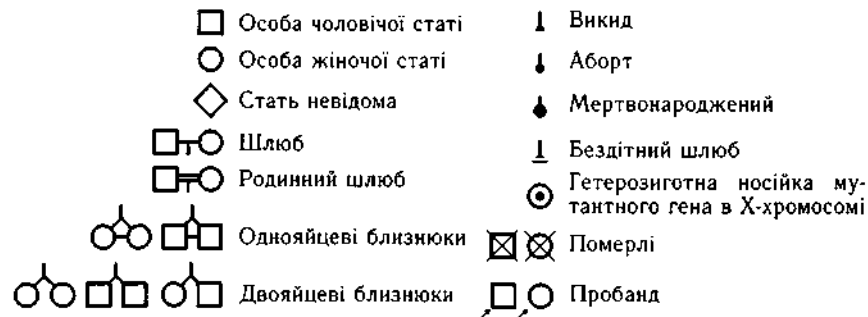 Особа чоловічої статі
Особа жіночої статі
Стать невідома
Шлюб
Родинний шлюб
Однояйцеві близнюки
Двояйцеві близнюки
Викид
Аборт
Мертвонароджений
Бездітний шлюб
Гетерозиготна носійка му-
тантного гена в X-хромосомі
Померлі
Пробанд